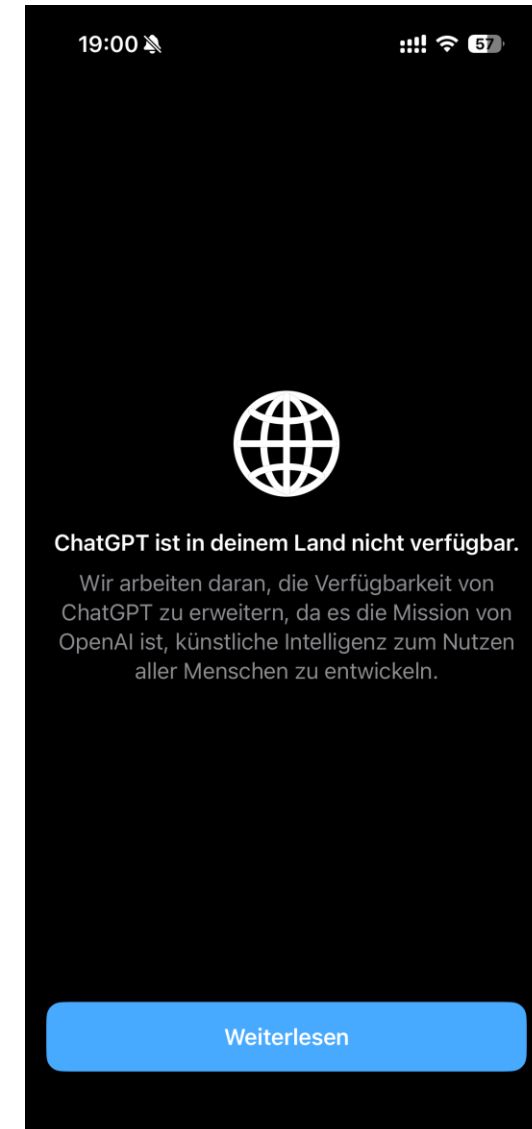 19:00
57
ChatGPT ist in deinem Land nicht verfügbar.
Wir arbeiten daran, die Verfügbarkeit von
ChatGPT zu erweitern, da es die Mission von
OpenAI ist, künstliche Intelligenz zum Nutzen
aller Menschen zu entwickeln.
Weiterlesen